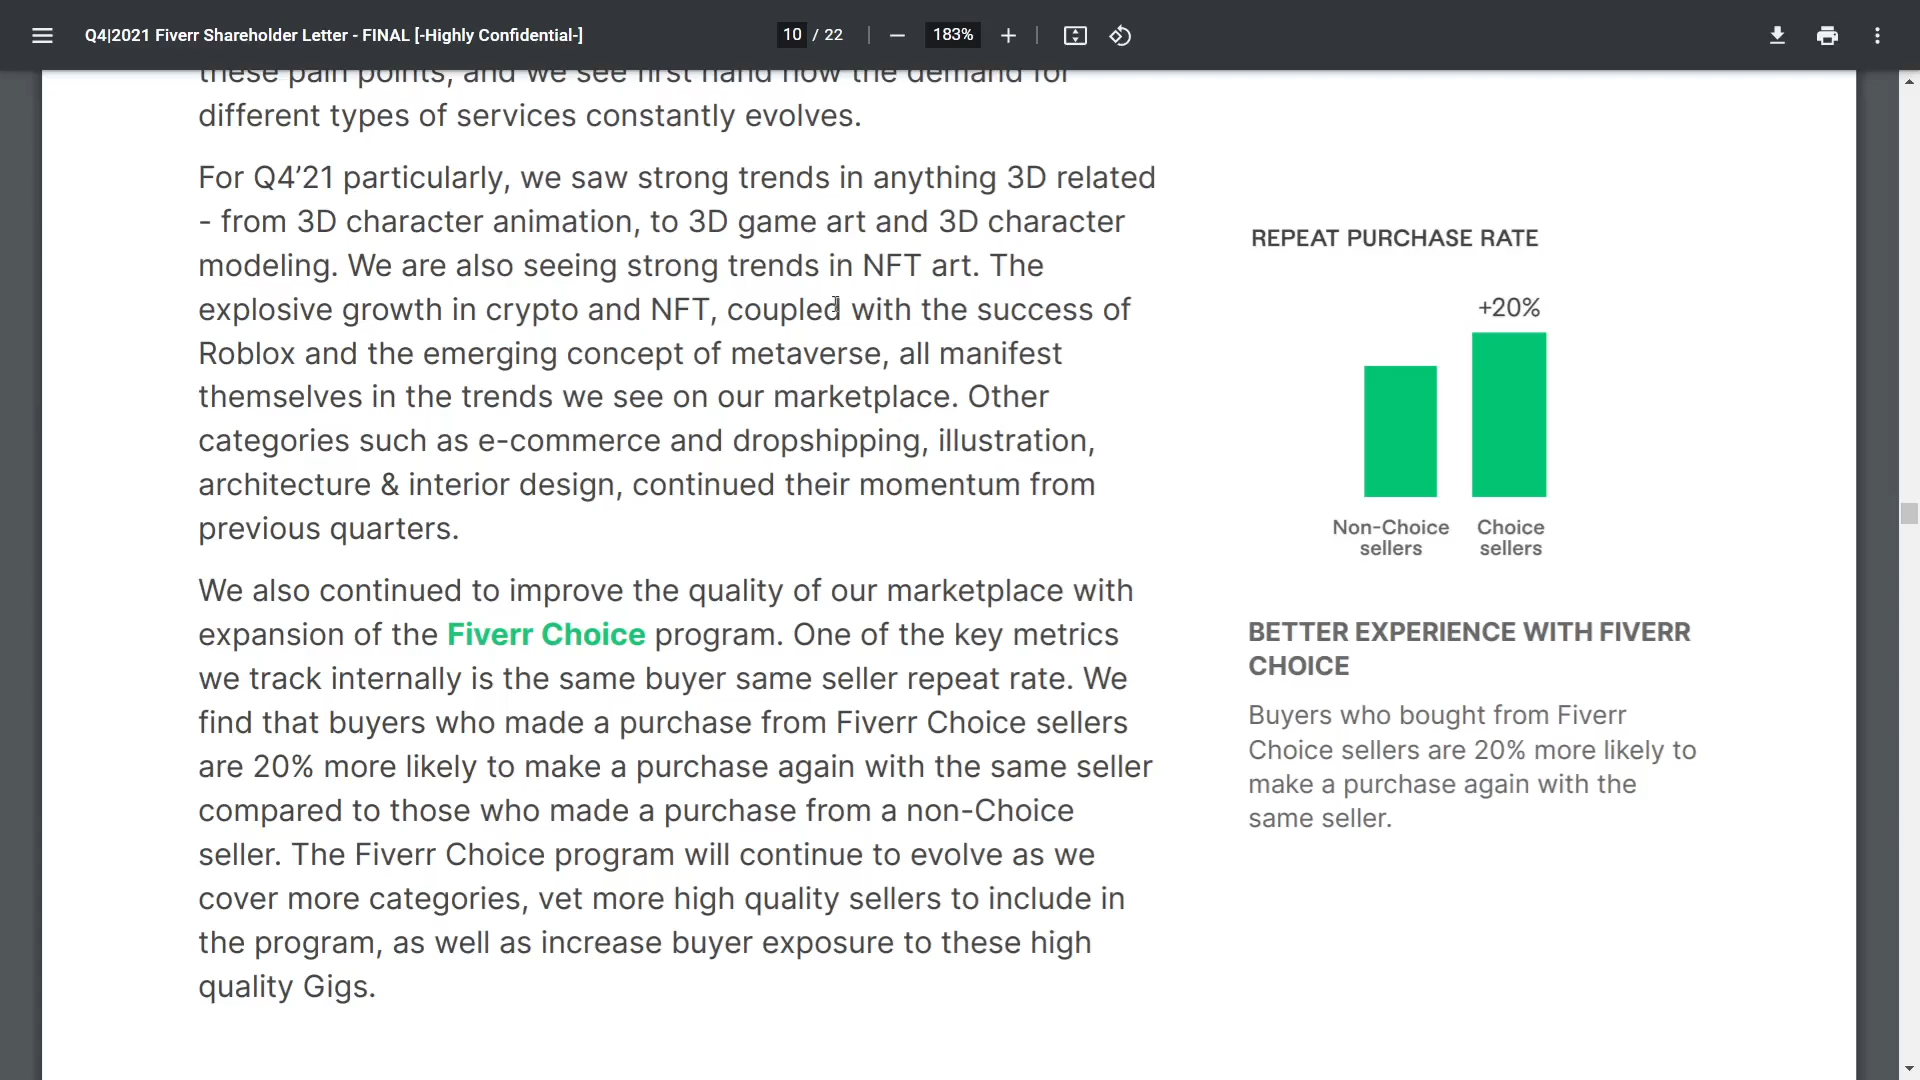 Q4|2021 Fiverr Shareholder Letter - FINAL [-Highly Confidential-]
10 / 22
183%
these pain points, and we see first hand how the demand for
different types of services constantly evolves.
For Q4’21 particularly, we saw strong trends in anything 3D related
- from 3D character animation, to 3D game art and 3D character
modeling. We are also seeing strong trends in NFT art. The
explosive growth in crypto and NFT, coupled with the success of
Roblox and the emerging concept of metaverse, all manifest
themselves in the trends we see on our marketplace. Other
categories such as e-commerce and dropshipping, illustration,
architecture & interior design, continued their momentum from
previous quarters.
We also continued to improve the quality of our marketplace with
expansion of the Fiverr Choice program. One of the key metrics
we track internally is the same buyer same seller repeat rate. We
find that buyers who made a purchase from Fiverr Choice sellers
are 20% more likely to make a purchase again with the same seller
compared to those who made a purchase from a non-Choice
seller. The Fiverr Choice program will continue to evolve as we
cover more categories, vet more high quality sellers to include in
the program, as well as increase buyer exposure to these high
quality Gigs.
REPEAT PURCHASE RATE
+20%
Non-Choice
sellers
Choice
sellers
BETTER EXPERIENCE WITH FIVERR
CHOICE
Buyers who bought from Fiverr
Choice sellers are 20% more likely to
make a purchase again with the
same seller.